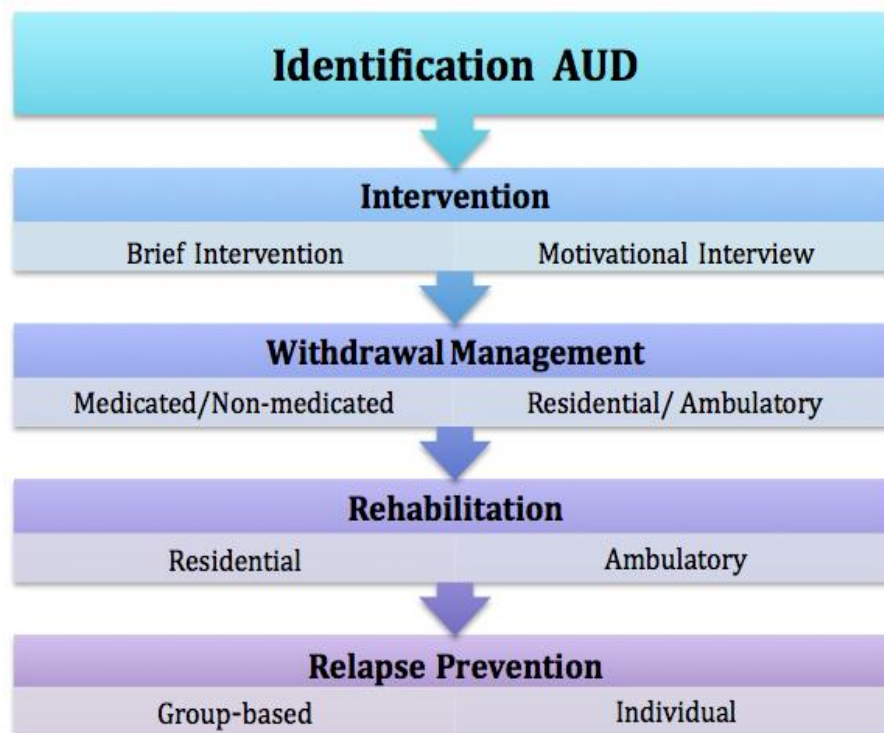 Identification AUD
Intervention
Brief Intervention
Motivational Interview
Withdrawal Management
Medicated/Non-medicated
Residential/ Ambulatory
Rehabilitation
Residential
Ambulatory
Relapse Prevention
Group-based
Individual